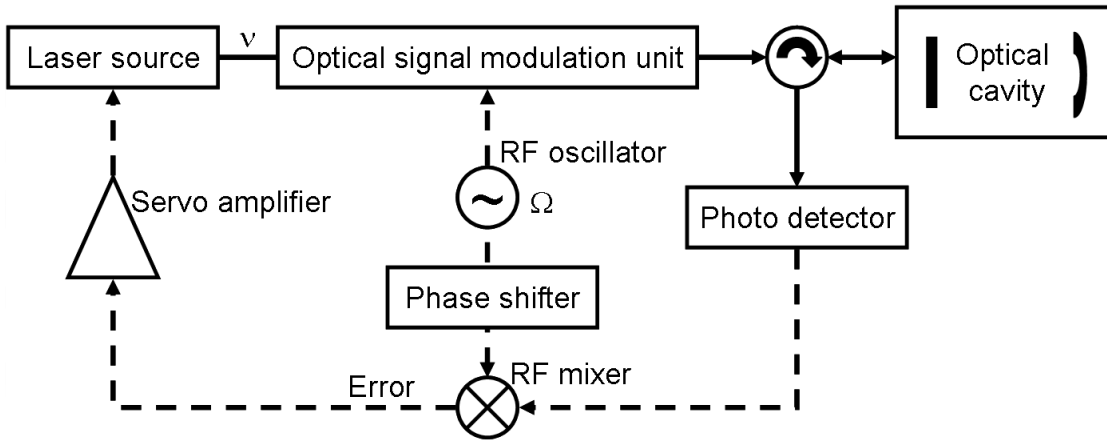 Laser source
ν
Optical signal modulation unit
Optical
cavity
RF oscillator
~
Ω
Servo amplifier
Photo detector
Phase shifter
RF mixer
Error